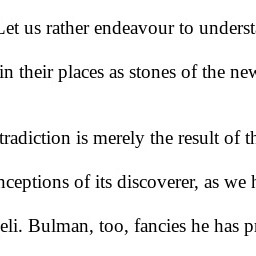 Let us rather endeavour to underst
in their places as stones of the nev
tradiction is merely the result of th
nceptions of its discoverer, as we h
eli. Bulman, too, fancies he has pr